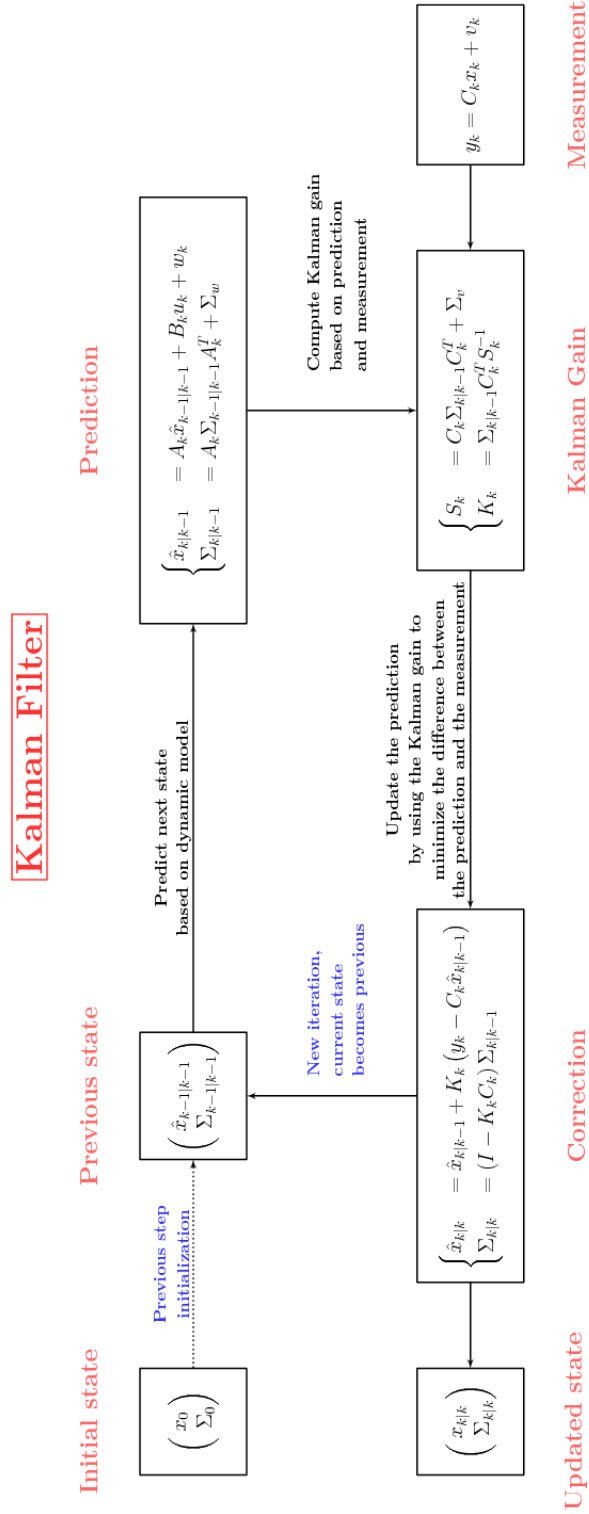 Kalman Filter
Initial state
Previous state
Prediction
( x_0
Σ_0 )
Previous step
initialization
( x̂_{k-1|k-1}
Σ_{k-1|k-1} )
Predict next state
based on dynamic model
{ x̂_{k|k-1} = A_k x̂_{k-1|k-1} + B_k u_k + w_k
Σ_{k|k-1} = A_k Σ_{k-1|k-1} A_k^T + Σ_w
New iteration,
current state
becomes previous
Compute Kalman gain
based on prediction
and measurement
( x_{k|k}
Σ_{k|k} )
{ x̂_{k|k} = x̂_{k|k-1} + K_k (y_k − C_k x̂_{k|k-1})
Σ_{k|k} = (I − K_k C_k) Σ_{k|k-1}
Update the prediction
by using the Kalman gain to
minimize the difference between
the prediction and the measurement
{ S_k = C_k Σ_{k|k-1} C_k^T + Σ_v
K_k = Σ_{k|k-1} C_k^T S_k^{-1}
y_k = C_k x_k + v_k
Updated state
Correction
Kalman Gain
Measurement